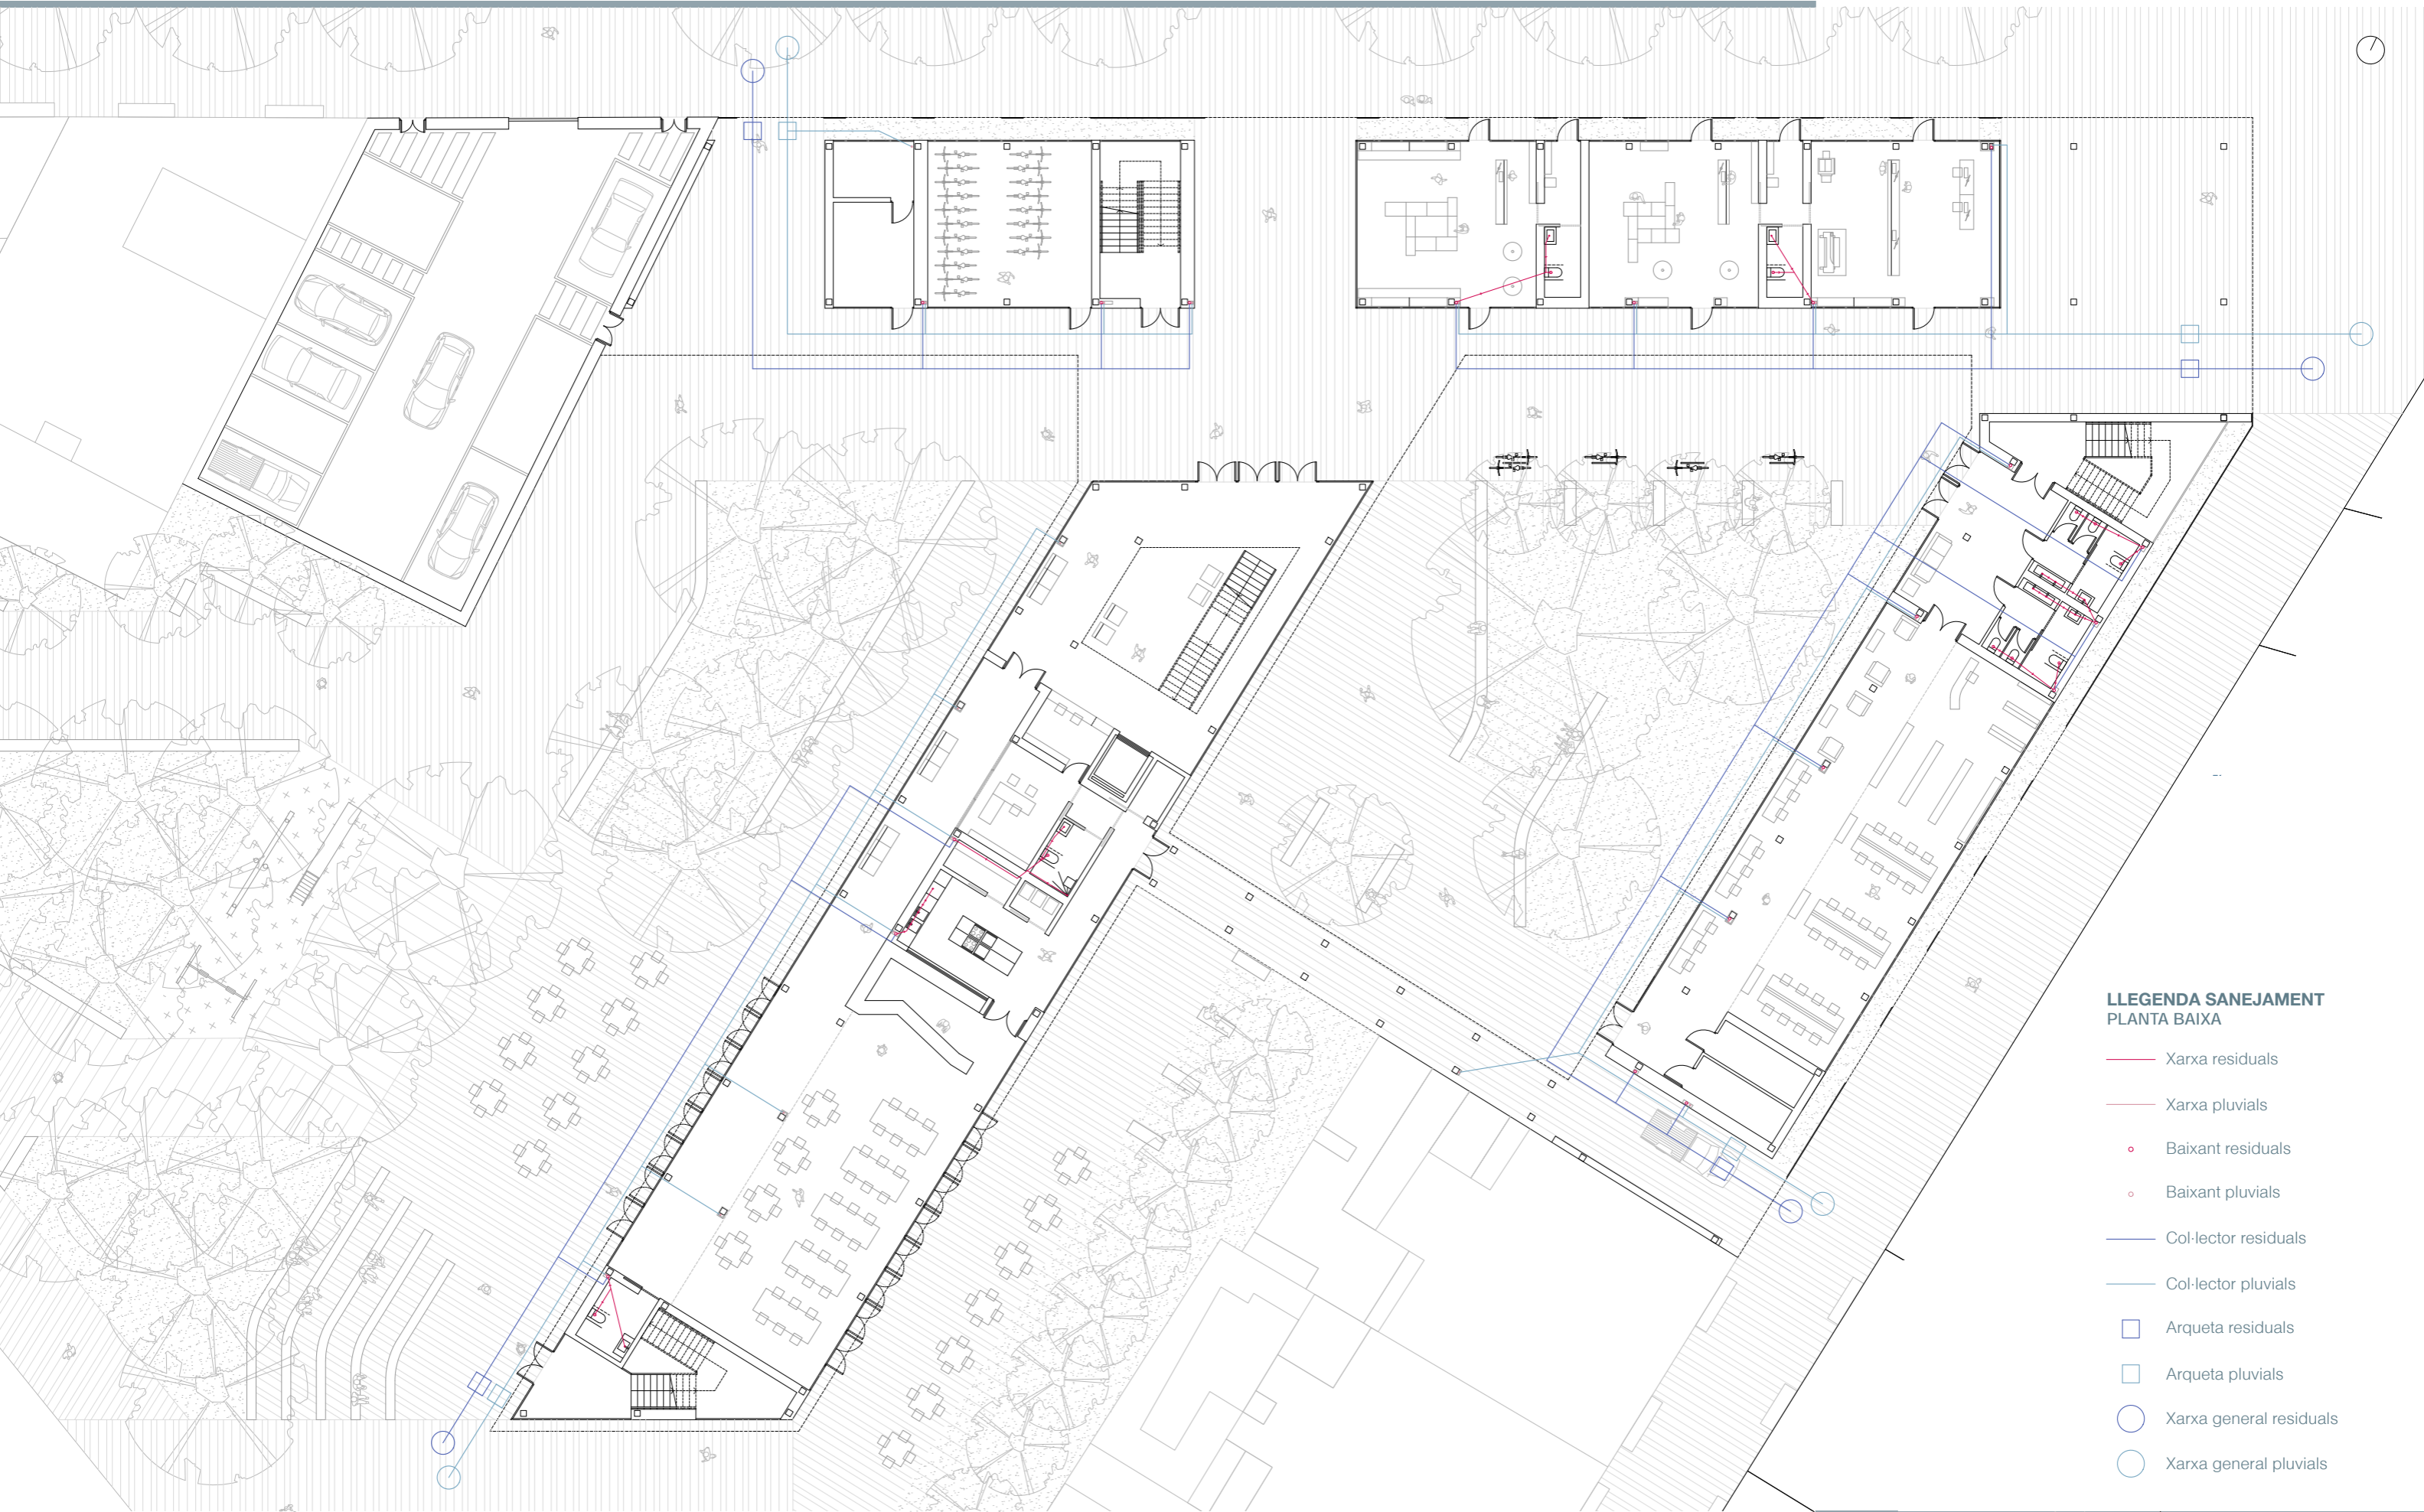 LLEGENDA SANEJAMENT
PLANTA BAIXA
Xarxa residuals
Xarxa pluvials
Baixant residuals
Baixant pluvials
Col·lector residuals
Col·lector pluvials
Arqueta residuals
Arqueta pluvials
Xarxa general residuals
Xarxa general pluvials